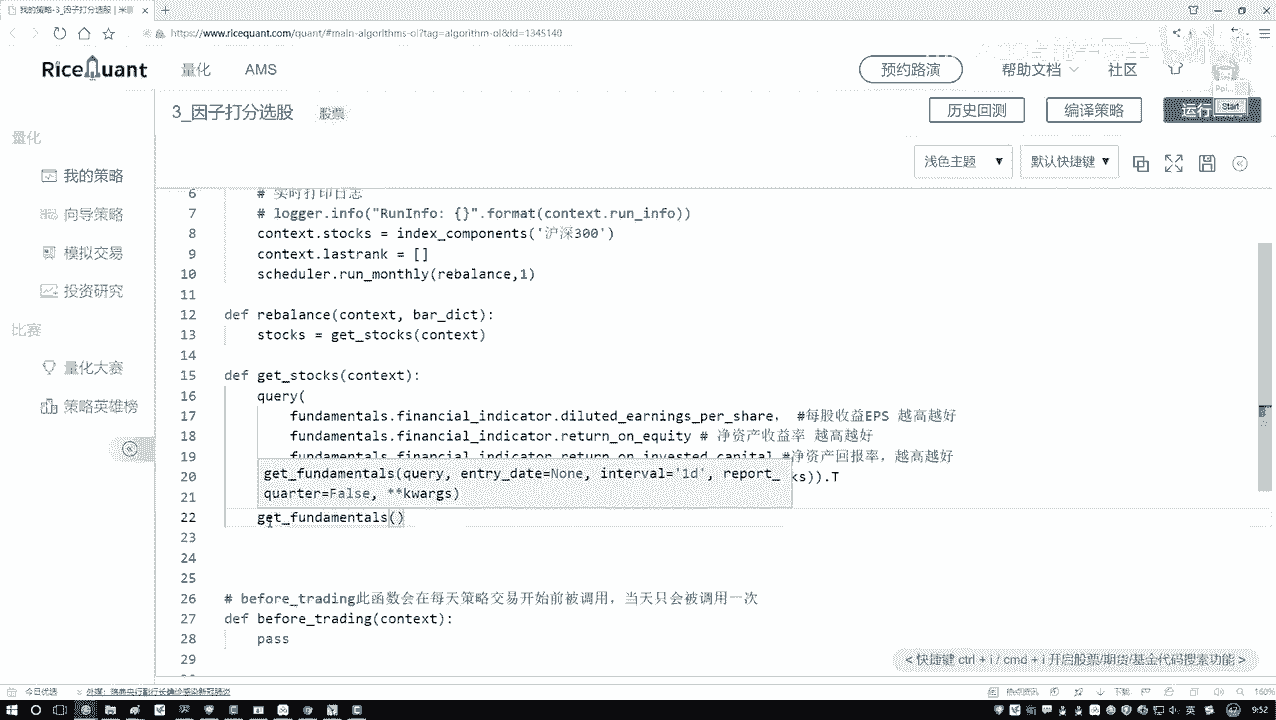 我的策略-3_因子打分选股
https://www.ricequant.com/quant/#main-algorithms-ol?tag=algorithm-ol&id=1345140
RiceQuant 量化 AMS 预约路演 帮助文档 社区
3_因子打分选股 股票 历史回测 编译策略 运行 Start
浅色主题 默认快捷键
量化
我的策略
向导策略
模拟交易
投资研究
比赛
量化大赛
策略英雄榜
6 # 实时打印日志
7 # logger.info("RunInfo: {}".format(context.run_info))
8 context.stocks = index_components('沪深300')
9 context.lastrank = []
10 scheduler.run_monthly(rebalance,1)
11
12 def rebalance(context, bar_dict):
13 stocks = get_stocks(context)
14
15 def get_stocks(context):
16 query(
17 fundamentals.financial_indicator.diluted_earnings_per_share, #每股收益EPS 越高越好
18 fundamentals.financial_indicator.return_on_equity # 净资产收益率 越高越好
19 fundamentals.financial_indicator.return_on_invested_capital #净资产回报率，越高越好
get_fundamentals(query, entry_date=None, interval='1d', report_
quarter=False, **kwargs)
20 ks)).T
21
22 get_fundamentals()
23
24
25
26 # before_trading此函数会在每天策略交易开始前被调用，当天只会被调用一次
27 def before_trading(context):
28 pass
29
<快捷键 ctrl + i / cmd + i 开启股票/期货/基金代码搜索功能 >
今日优选
160%
英
9:52